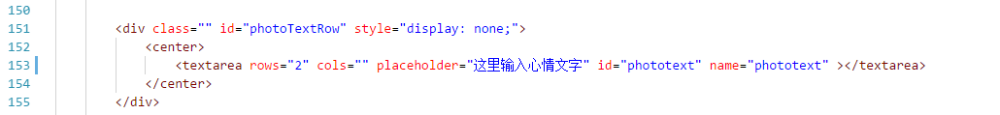 150
151 <div class="" id="photoTextRow" style="display: none;">
152 <center>
153 <textarea rows="2" cols="" placeholder="这里输入心情文字" id="phototext" name="phototext" ></textarea>
154 </center>
155 </div>